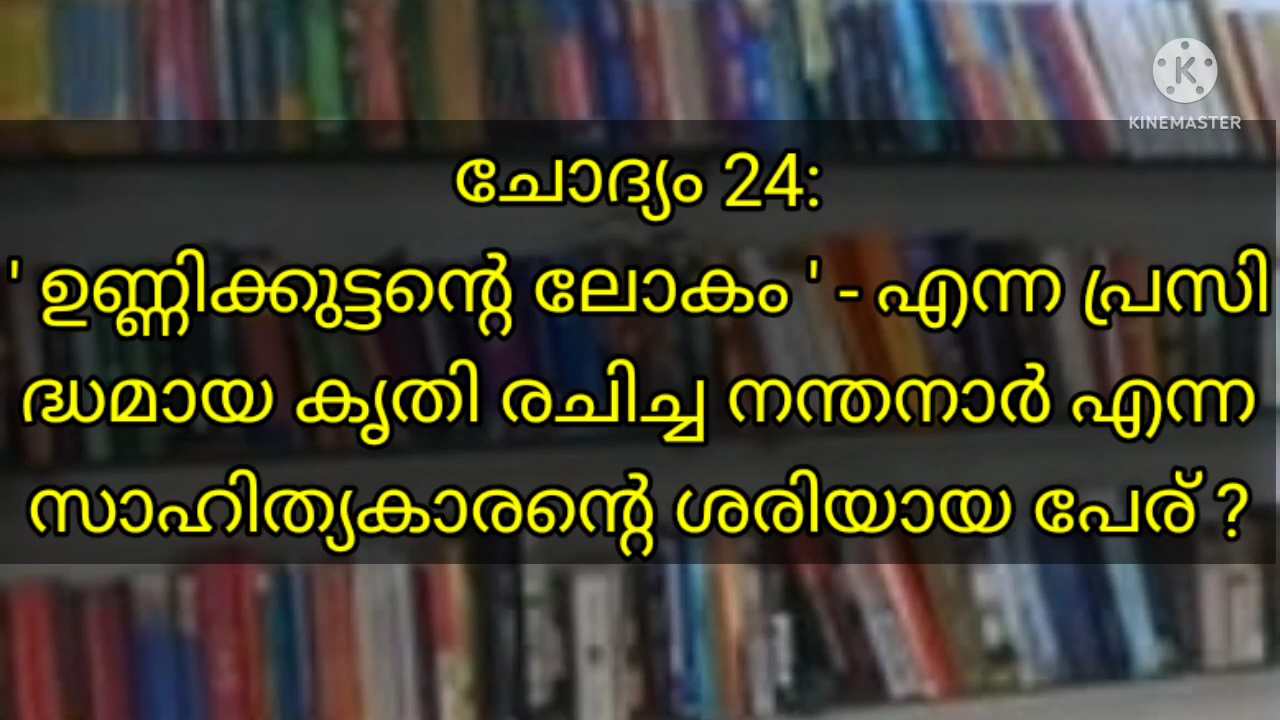 KINEMASTER
ചോദ്യം 24:
' ഉണ്ണിക്കുട്ടന്റെ ലോകം ' - എന്ന പ്രസി
ദ്ധമായ കൃതി രചിച്ച നന്തനാർ എന്ന
സാഹിത്യകാരന്റെ ശരിയായ പേര് ?